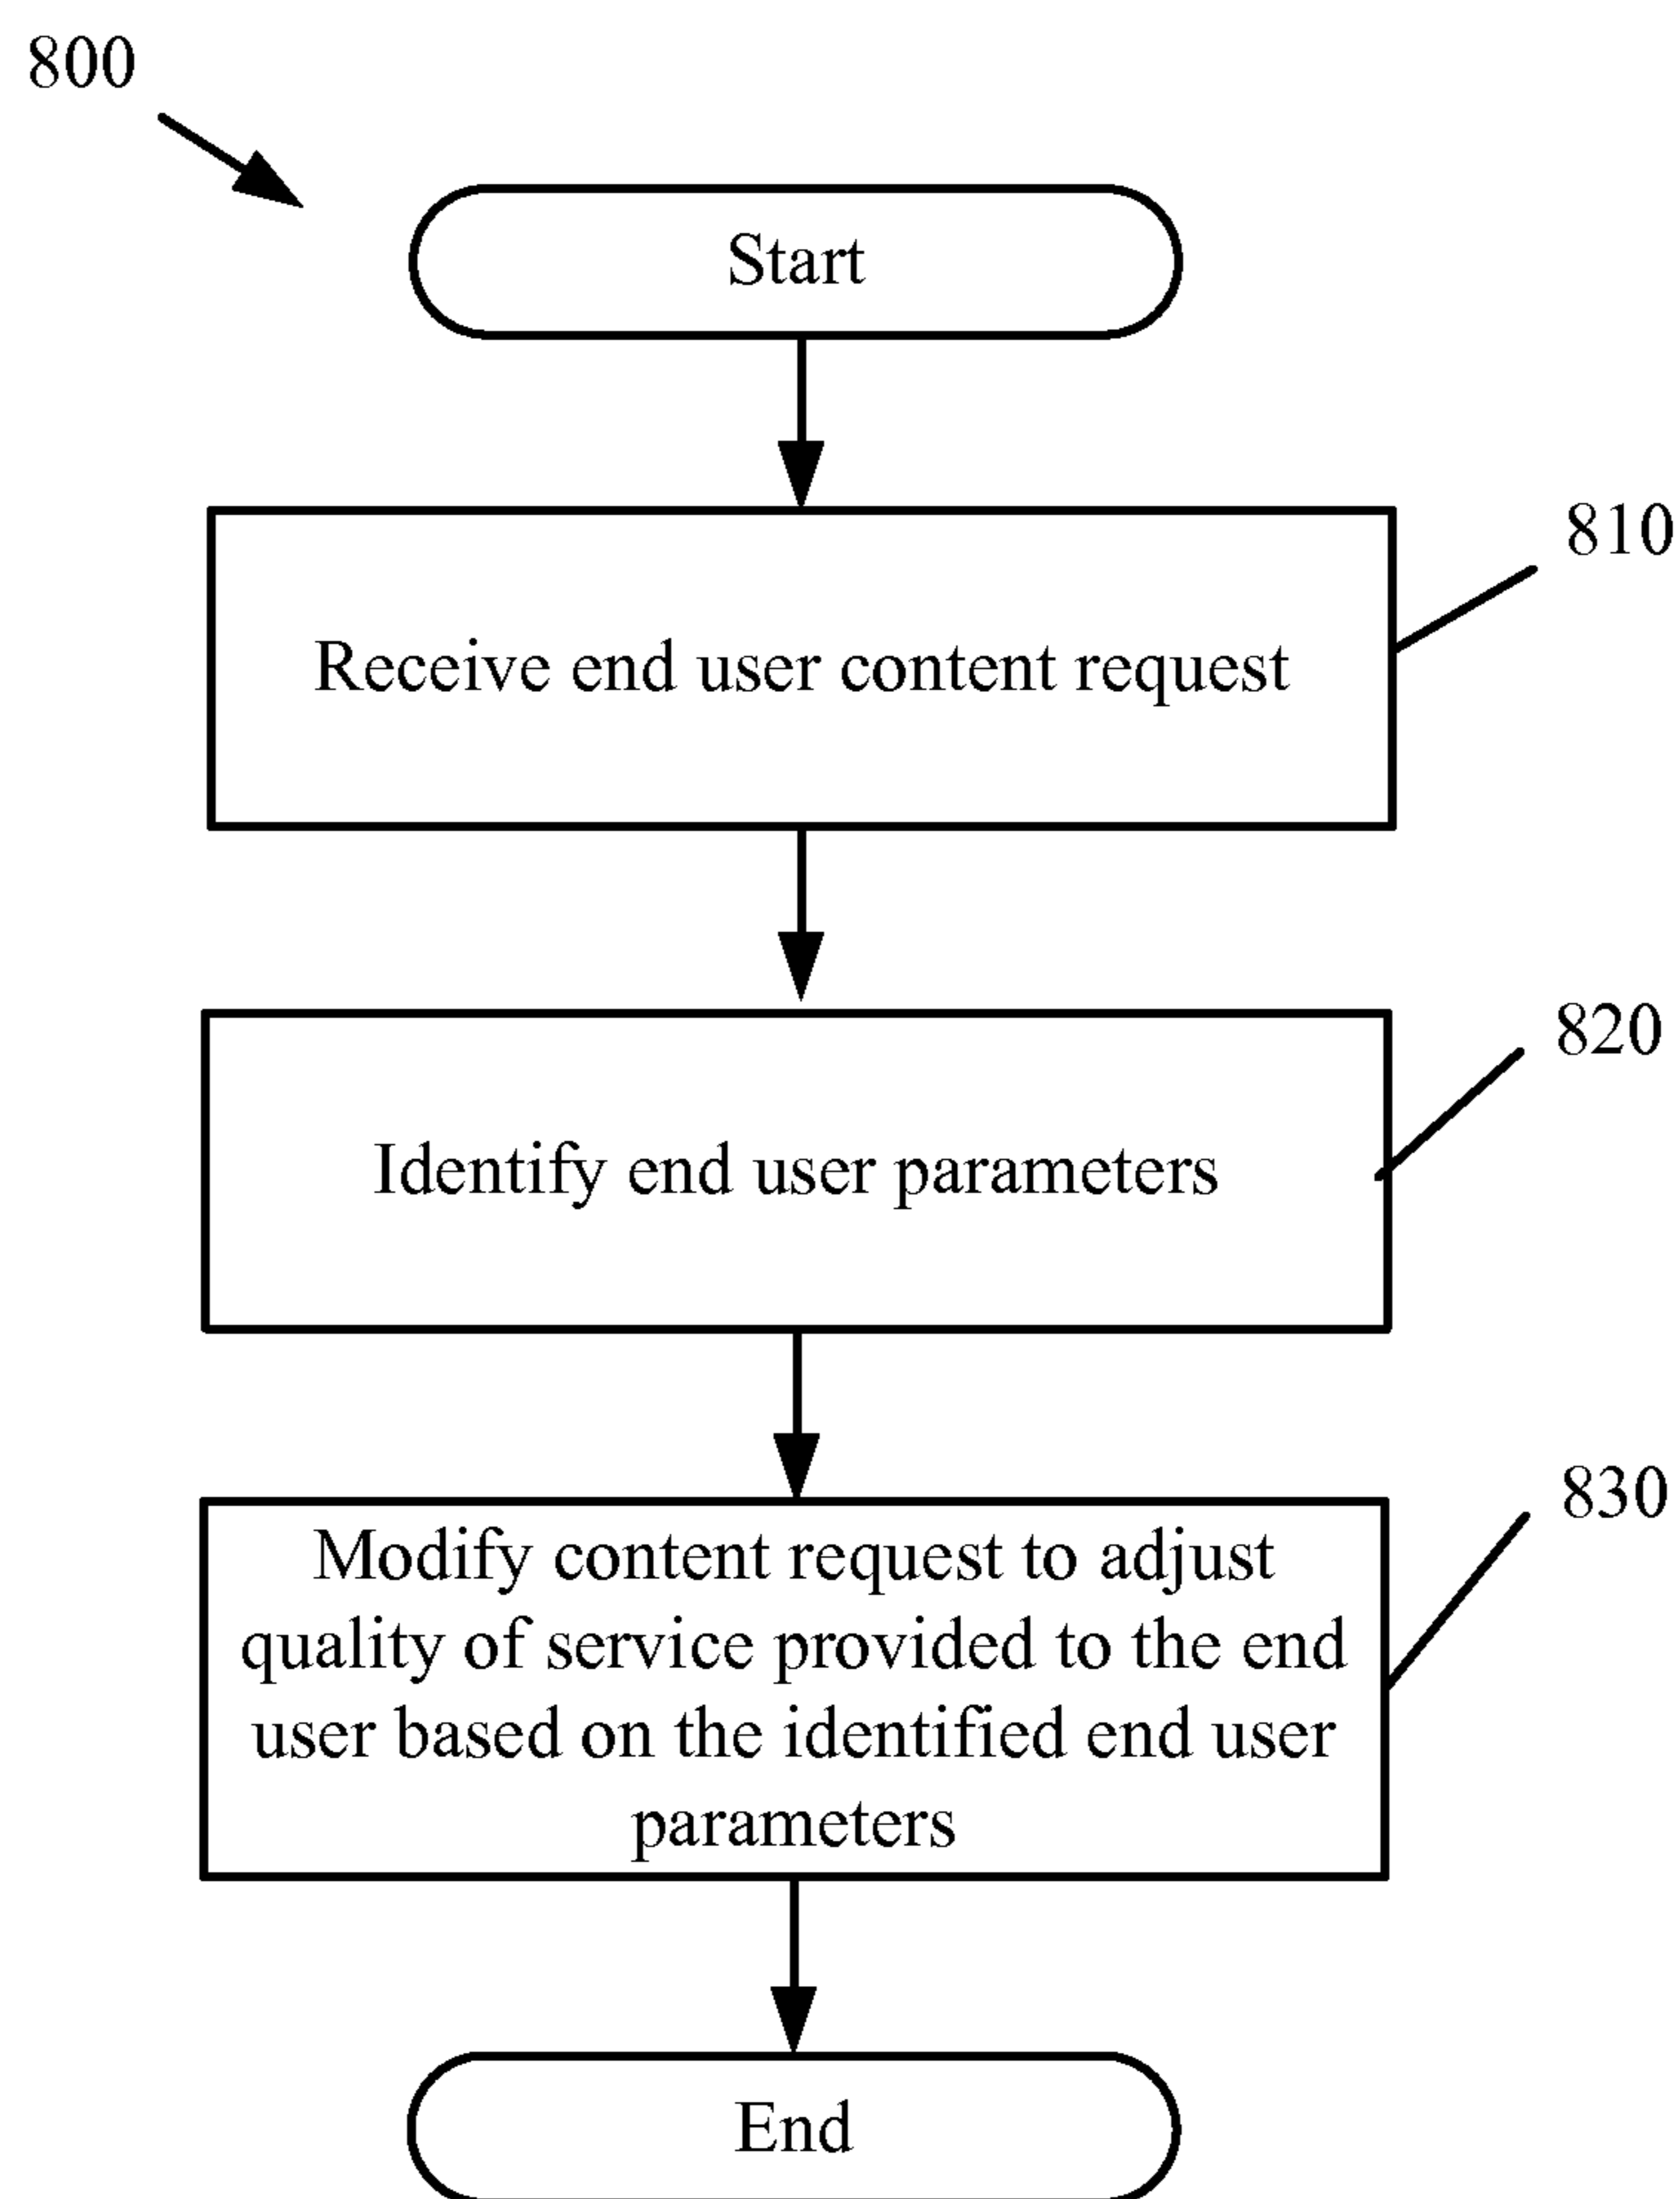 800
Start
810
Receive end user content request
820
Identify end user parameters
830
Modify content request to adjust
quality of service provided to the end
user based on the identified end user
parameters
End